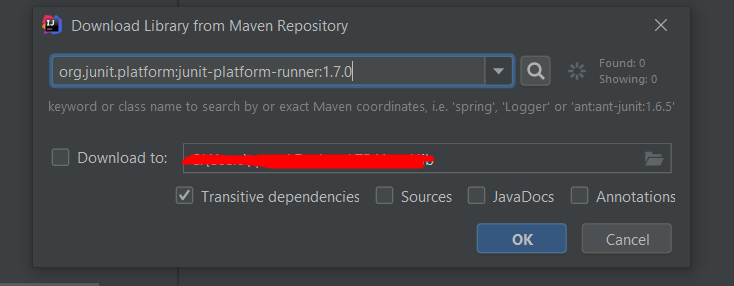 Download Library from Maven Repository
org.junit.platform:junit-platform-runner:1.7.0
Found: 0
Showing: 0
keyword or class name to search by or exact Maven coordinates, i.e. 'spring', 'Logger' or 'ant:ant-junit:1.6.5'
Download to:
Transitive dependencies Sources JavaDocs Annotations
OK Cancel